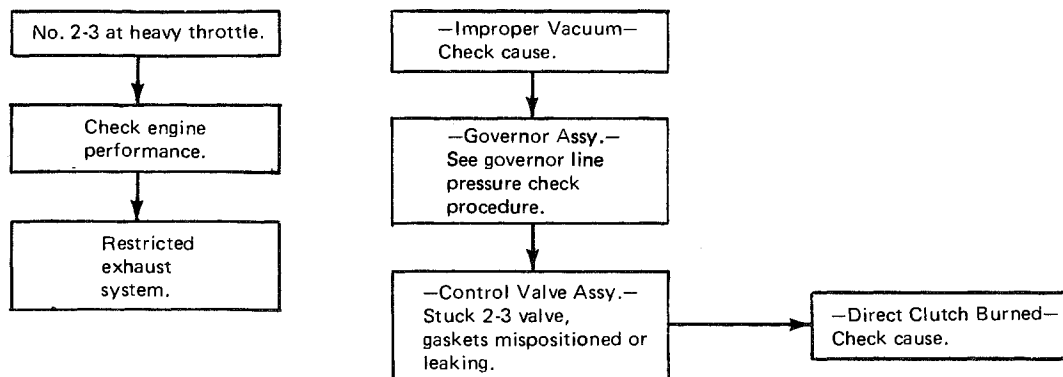 No. 2-3 at heavy throttle.
Check engine
performance.
Restricted
exhaust
system.
—Improper Vacuum—
Check cause.
—Governor Assy.—
See governor line
pressure check
procedure.
—Control Valve Assy.—
Stuck 2-3 valve,
gaskets mispositioned or
leaking.
—Direct Clutch Burned—
Check cause.